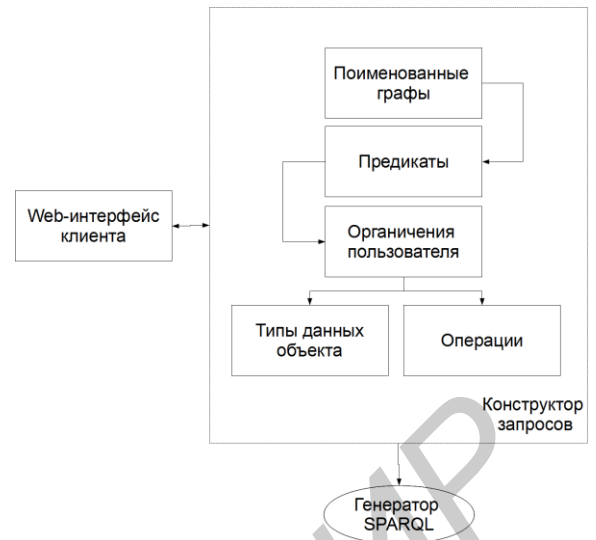 Поименованные
графы
Предикаты
Web-интерфейс
клиента
Органичения
пользователя
Типы данных
объекта
Операции
Конструктор
запросов
Генератор
SPARQL